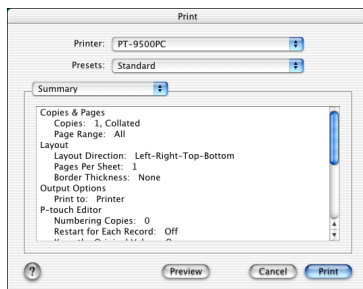 Print
Printer: PT-9500PC
Presets: Standard
Summary
Copies & Pages
Copies: 1, Collated
Page Range: All
Layout
Layout Direction: Left-Right-Top-Bottom
Pages Per Sheet: 1
Border Thickness: None
Output Options
Print to: Printer
P-touch Editor
Numbering Copies: 0
Restart for Each Record: Off
? Preview Cancel Print